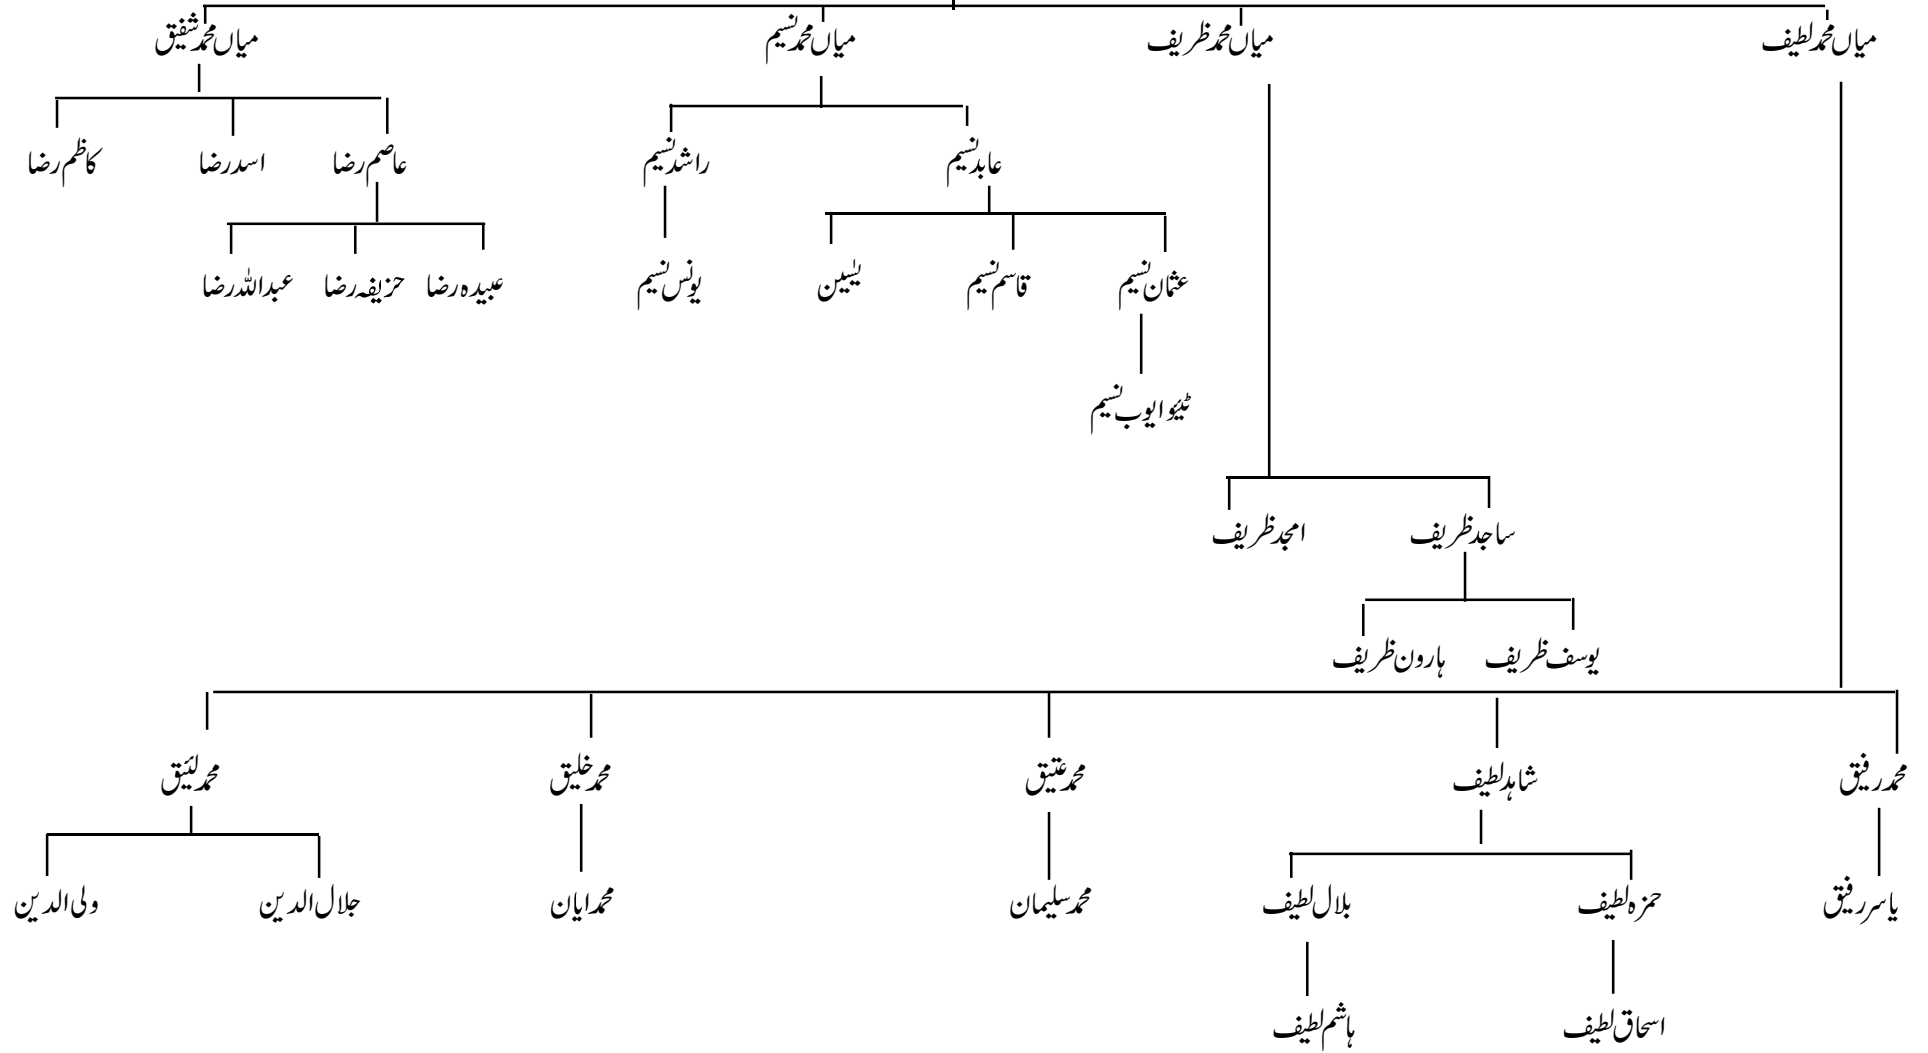 میاں محمد لطیف
میاں محمد ظریف
میاں محمد نسیم
میاں محمد شفیق
عابد نسیم
راشد نسیم
عاصم رضا
اسد رضا
کاظم رضا
عثمان نسیم
قاسم نسیم
یٰسین
یونس نسیم
عبیدہ رضا
حزیفہ رضا
عبداللہ رضا
ٹیئو ایوب نسیم
ساجد ظریف
امجد ظریف
یوسف ظریف
ہارون ظریف
محمد رفیق
شاہد لطیف
محمد عتیق
محمد خلیق
محمد لئیق
یاسر رفیق
حمزہ لطیف
بلال لطیف
محمد سلیمان
محمد ایان
جلال الدین
ولی الدین
اسحاق لطیف
ہاشم لطیف